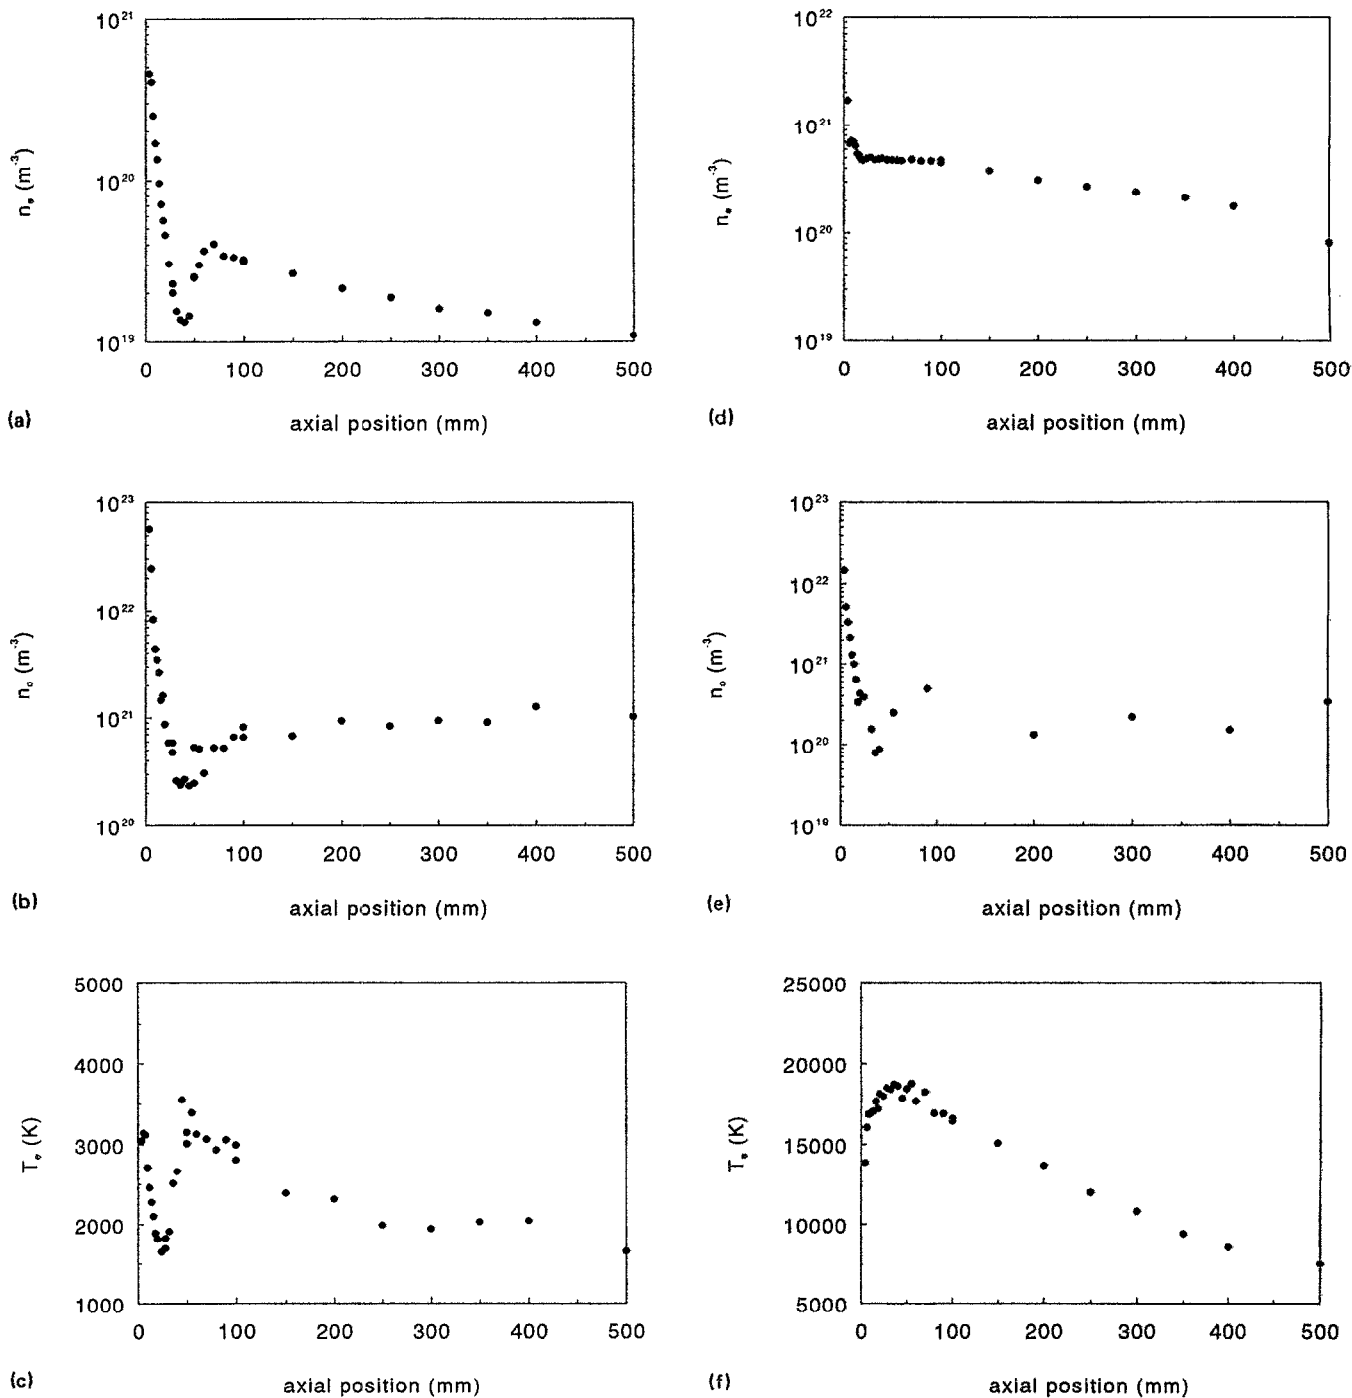 10²¹
10²⁰
10¹⁹
nₑ (m⁻³)
0 100 200 300 400 500
(a)
axial position (mm)
10²²
10²¹
10²⁰
10¹⁹
nₑ (m⁻³)
0 100 200 300 400 500
(d)
axial position (mm)
10²³
10²²
10²¹
10²⁰
n₀ (m⁻³)
0 100 200 300 400 500
(b)
axial position (mm)
10²³
10²²
10²¹
10²⁰
10¹⁹
n₀ (m⁻³)
0 100 200 300 400 500
(e)
axial position (mm)
5000
4000
3000
2000
1000
Tₑ (K)
0 100 200 300 400 500
(c)
axial position (mm)
25000
20000
15000
10000
5000
Tₑ (K)
0 100 200 300 400 500
(f)
axial position (mm)